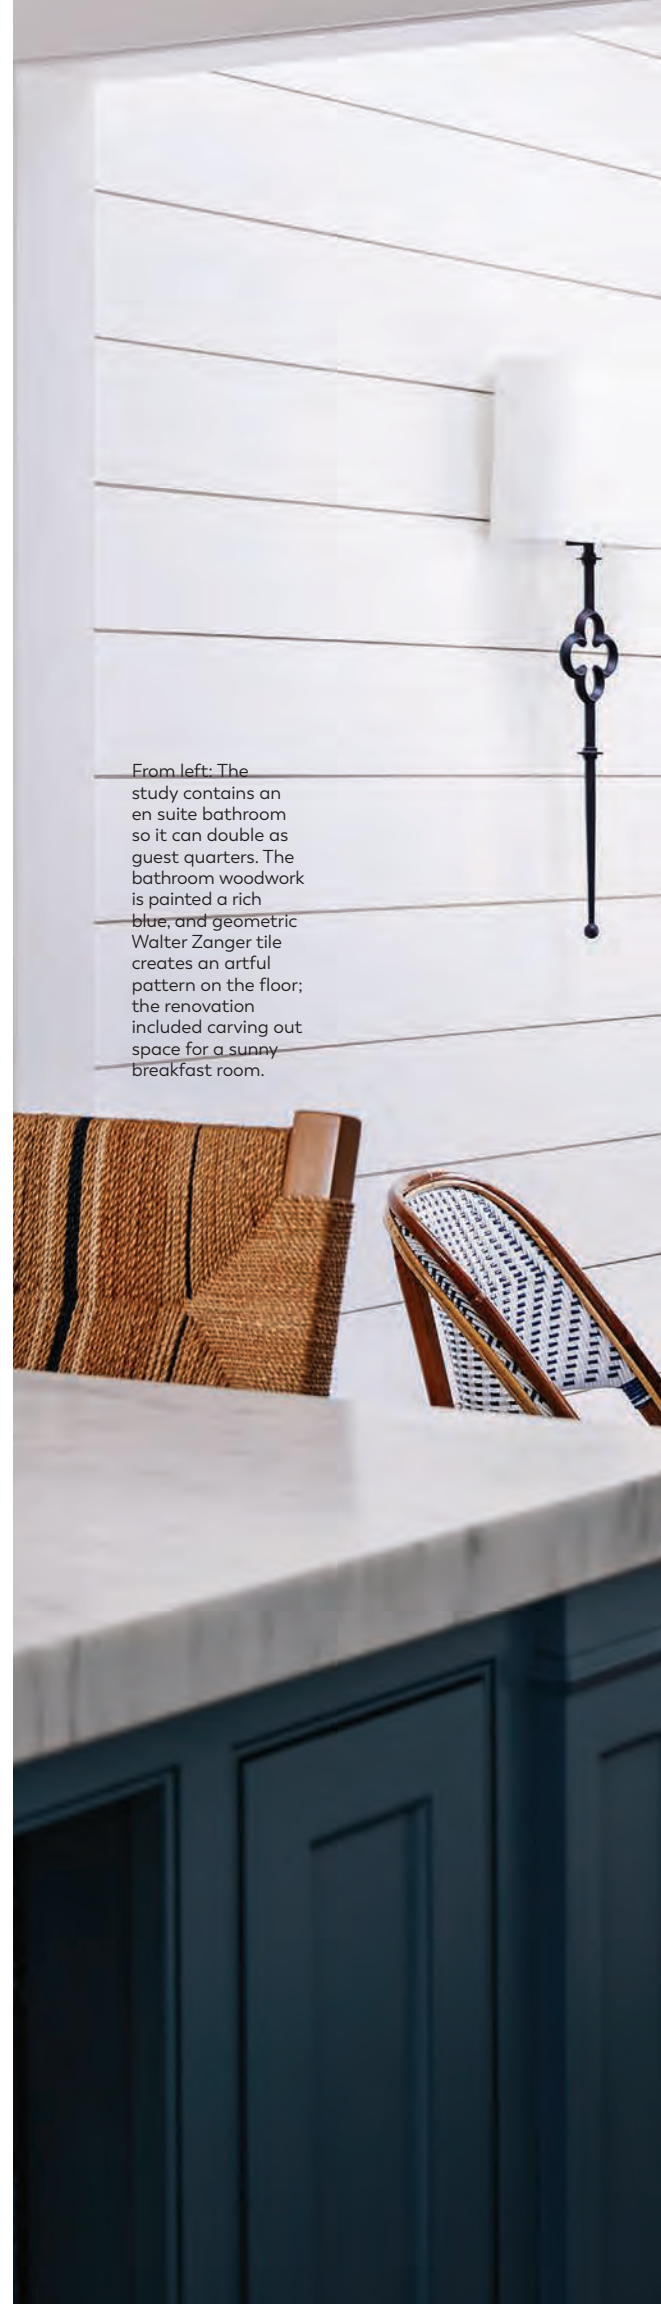 From left: The
study contains an
en suite bathroom
so it can double as
guest quarters. The
bathroom woodwork
is painted a rich
blue, and geometric
Walter Zanger tile
creates an artful
pattern on the floor;
the renovation
included carving out
space for a sunny
breakfast room.